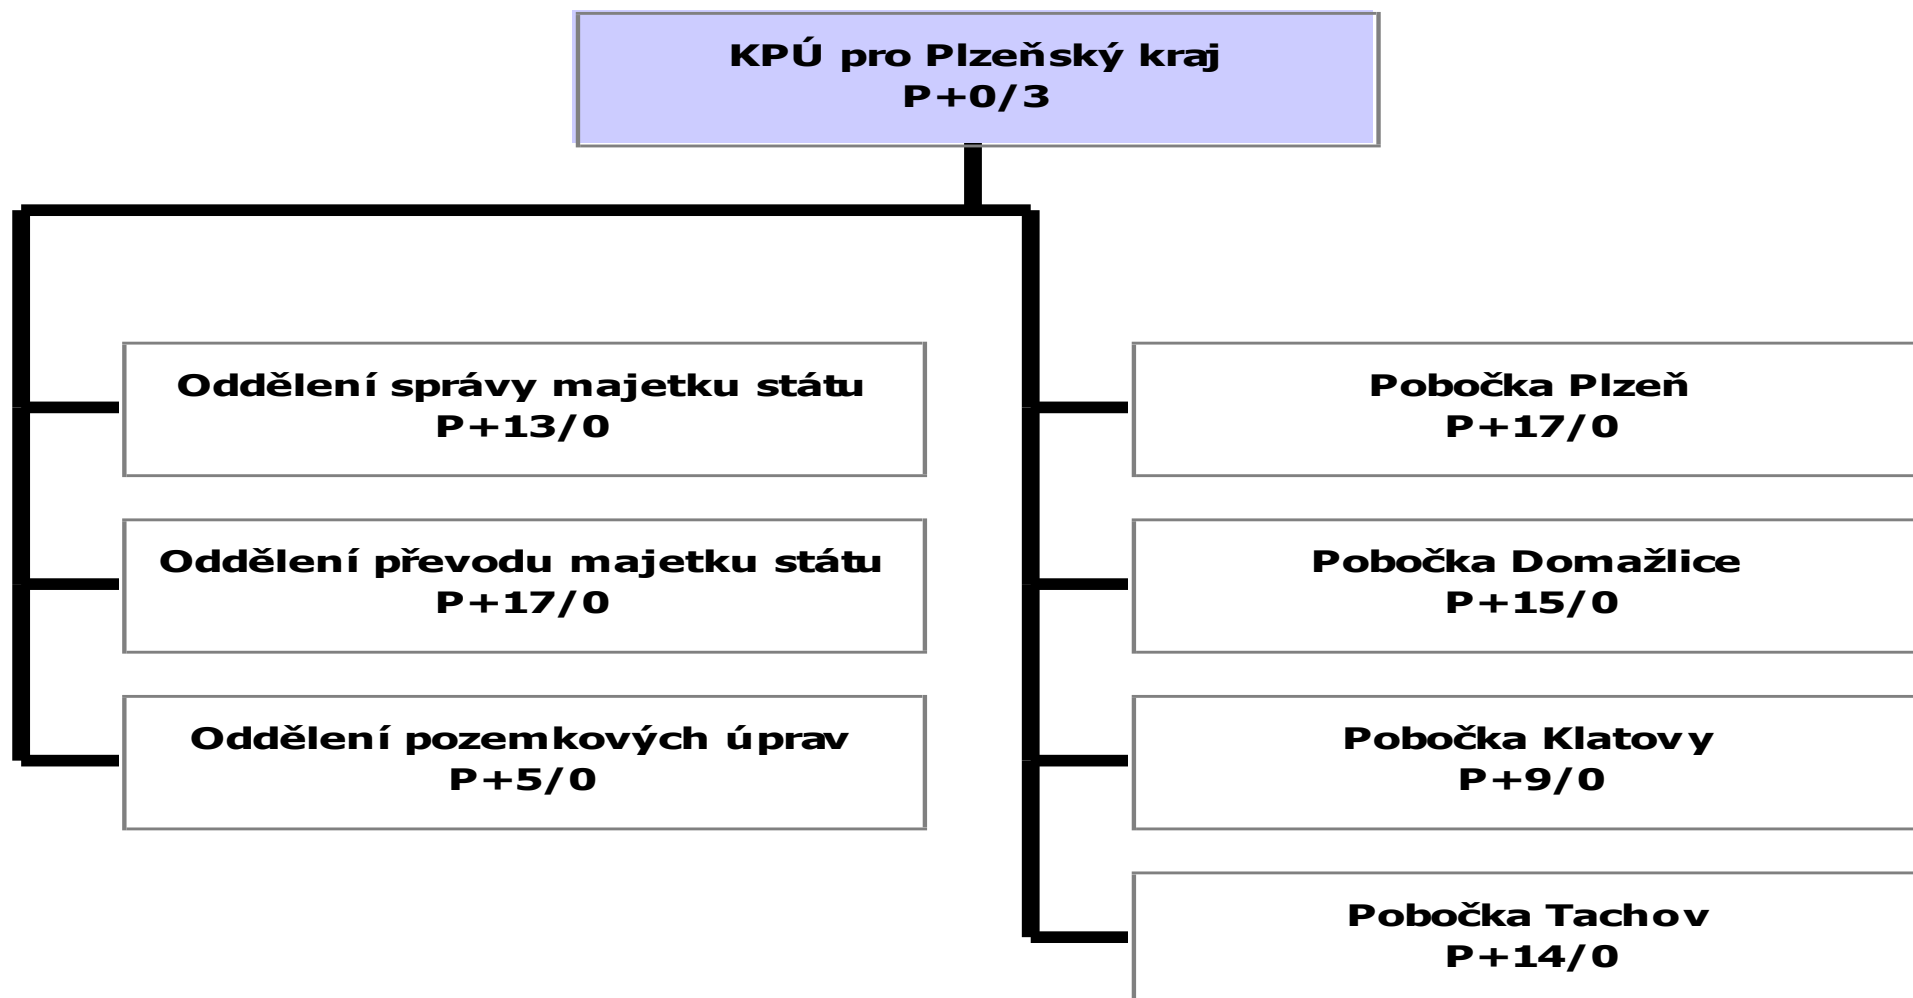 KPÚ pro Plzeňský kraj
P+0/3
Oddělení správy majetku státu
P+13/0
Oddělení převodu majetku státu
P+17/0
Oddělení pozemkových úprav
P+5/0
Pobočka Plzeň
P+17/0
Pobočka Domažlice
P+15/0
Pobočka Klatovy
P+9/0
Pobočka Tachov
P+14/0